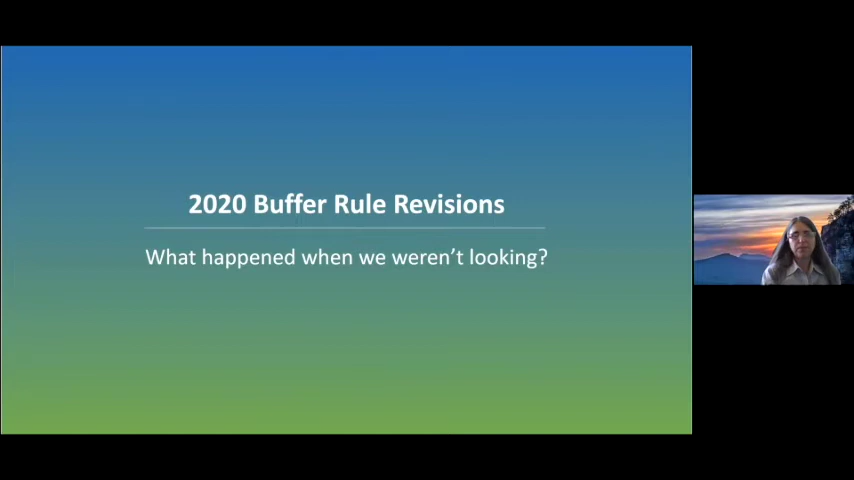 2020 Buffer Rule Revisions
What happened when we weren’t looking?